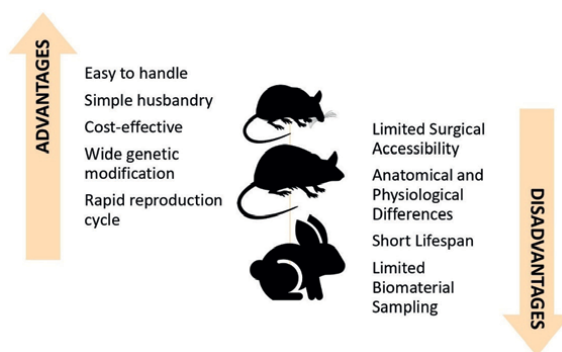 ADVANTAGES
Easy to handle
Simple husbandry
Cost-effective
Wide genetic
modification
Rapid reproduction
cycle
Limited Surgical
Accessibility
Anatomical and
Physiological
Differences
Short Lifespan
Limited
Biomaterial
Sampling
DISADVANTAGES